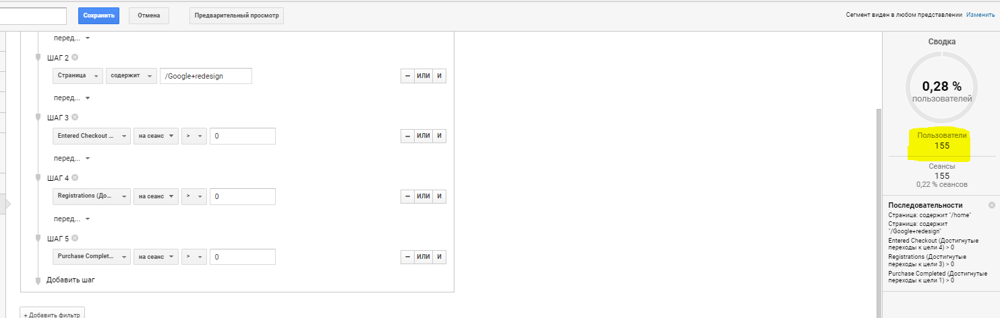 Сохранить
Отмена
Предварительный просмотр
Сегмент виден в любом представлении Изменить
перед...
ШАГ 2
Страница содержит /Google+redesign
– ИЛИ И
перед...
ШАГ 3
Entered Checkout ... на сеанс > 0
– ИЛИ И
перед...
ШАГ 4
Registrations (До... на сеанс > 0
– ИЛИ И
перед...
ШАГ 5
Purchase Complet... на сеанс > 0
– ИЛИ И
Добавить шаг
+ Добавить фильтр
Сводка
0,28 %
пользователей
Пользователи
155
Сеансы
155
0,22 % сеансов
Последовательности
Страница: содержит "/home"
Страница: содержит
"/Google+redesign"
Entered Checkout (Достигнутые
переходы к цели 4) > 0
Registrations (Достигнутые
переходы к цели 3) > 0
Purchase Completed (Достигнутые
переходы к цели 1) > 0